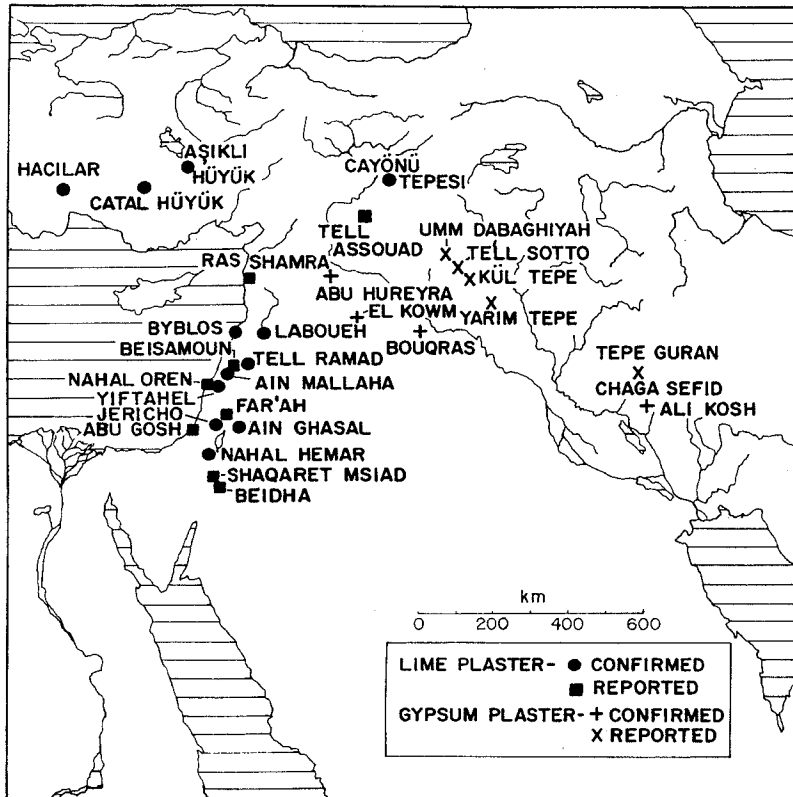 AŞIKLI
HÜYÜK
HACILAR
CATAL HÜYÜK
CAYÖNÜ
TEPESI
TELL
ASSOUAD
UMM DABAGHIYAH
TELL SOTTO
KÜL TEPE
YARIM TEPE
RAS SHAMRA
ABU HUREYRA
EL KOWM
BOUQRAS
BYBLOS
LABOUEH
BEISAMOUN
TELL RAMAD
NAHAL OREN
AIN MALLAHA
YIFTAHEL
FAR'AH
JERICHO
ABU GOSH
AIN GHASAL
NAHAL HEMAR
SHAQARET MSIAD
BEIDHA
TEPE GURAN
CHAGA SEFID
ALI KOSH
km
0 200 400 600
LIME PLASTER- ● CONFIRMED
■ REPORTED
GYPSUM PLASTER- + CONFIRMED
X REPORTED